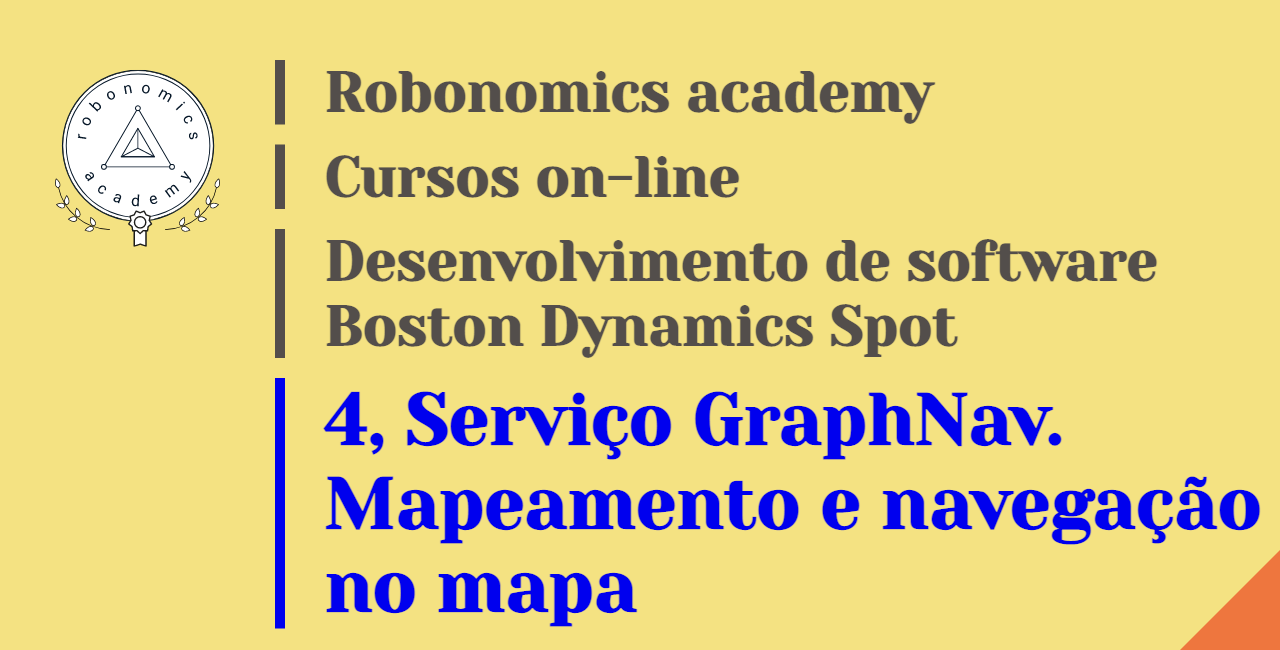 robonomics
academy
Robonomics academy
Cursos on-line
Desenvolvimento de software
Boston Dynamics Spot
4, Serviço GraphNav.
Mapeamento e navegação
no mapa